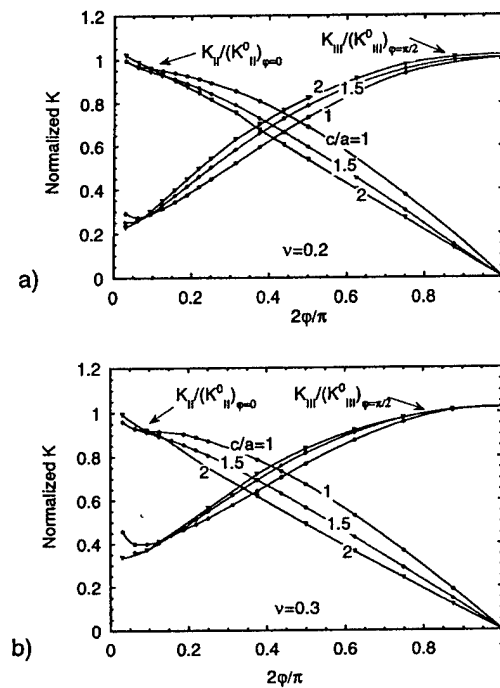 a)
Normalized K
1.2
1
0.8
0.6
0.4
0.2
0
K_II/(K^0_II)_φ=0
K_III/(K^0_III)_φ=π/2
2
1.5
1
c/a=1
1.5
2
ν=0.2
0 0.2 0.4 0.6 0.8 1
2φ/π
b)
Normalized K
1.2
1
0.8
0.6
0.4
0.2
0
K_II/(K^0_II)_φ=0
K_III/(K^0_III)_φ=π/2
c/a=1
1.5
2
1
1.5
2
ν=0.3
0 0.2 0.4 0.6 0.8 1
2φ/π